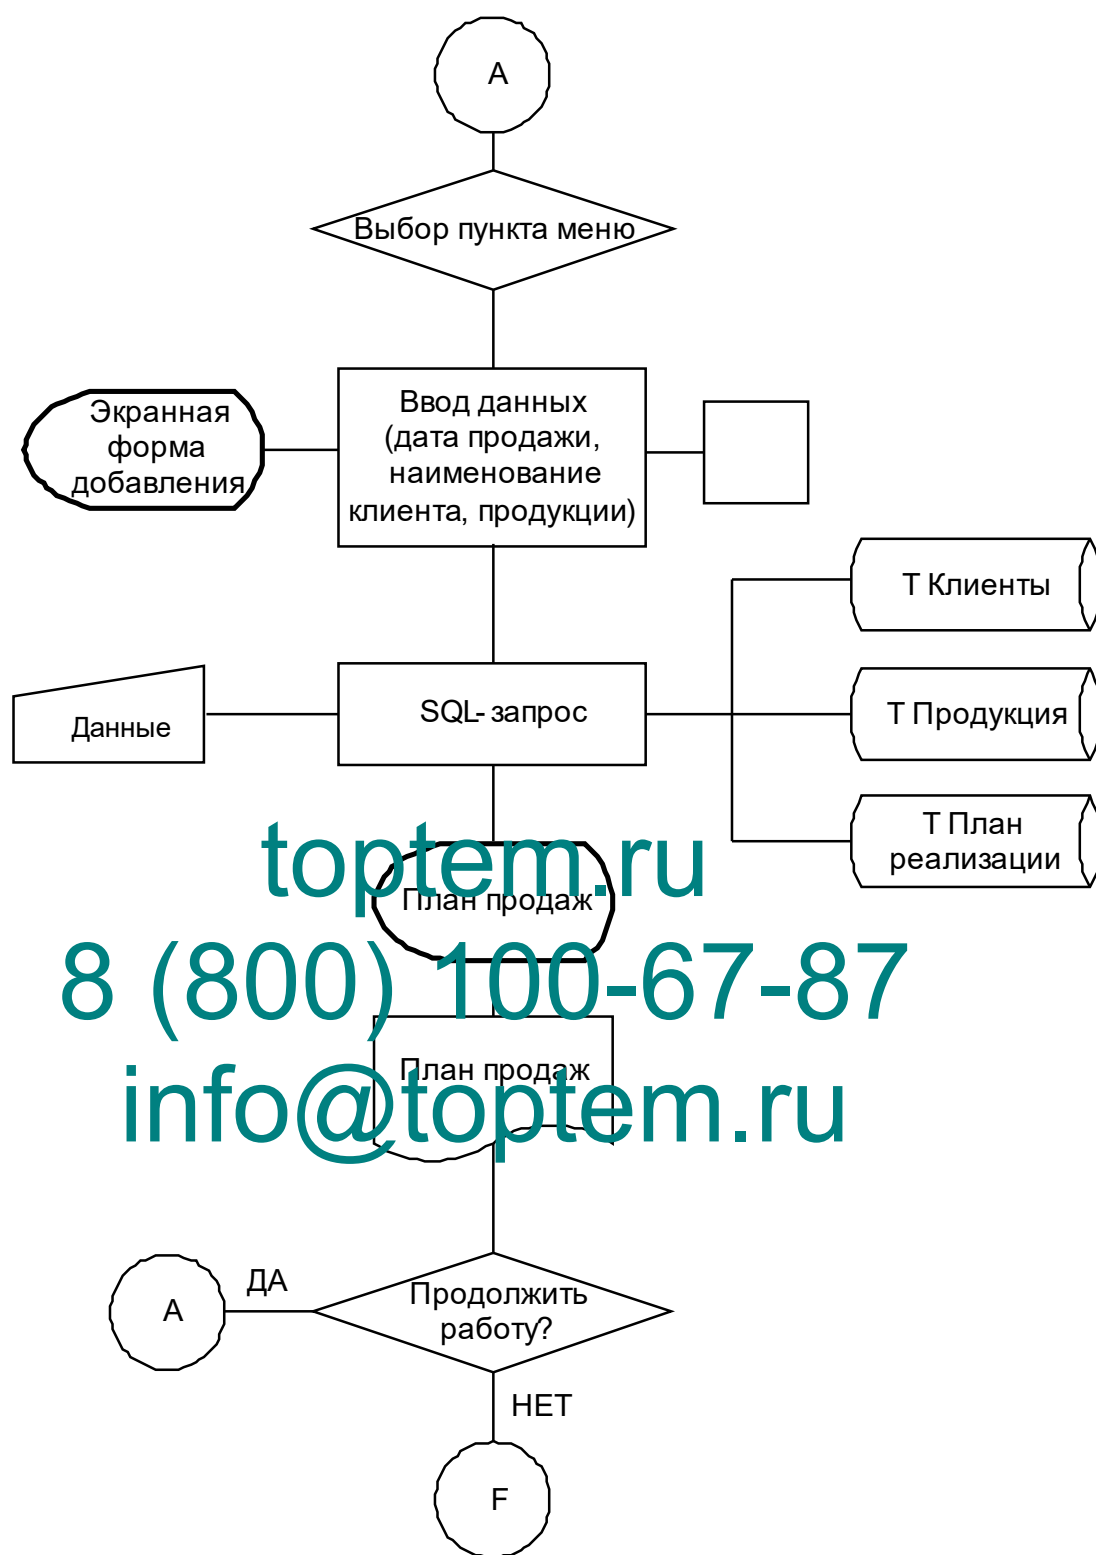 А
Выбор пункта меню
Экранная
форма
добавления
Ввод данных
(дата продажи,
наименование
клиента, продукции)
Т Клиенты
Данные
SQL- запрос
Т Продукция
Т План
реализации
toptem.ru
План продаж
8 (800) 100-67-87
План продаж
info@toptem.ru
А
ДА
Продолжить
работу?
НЕТ
F